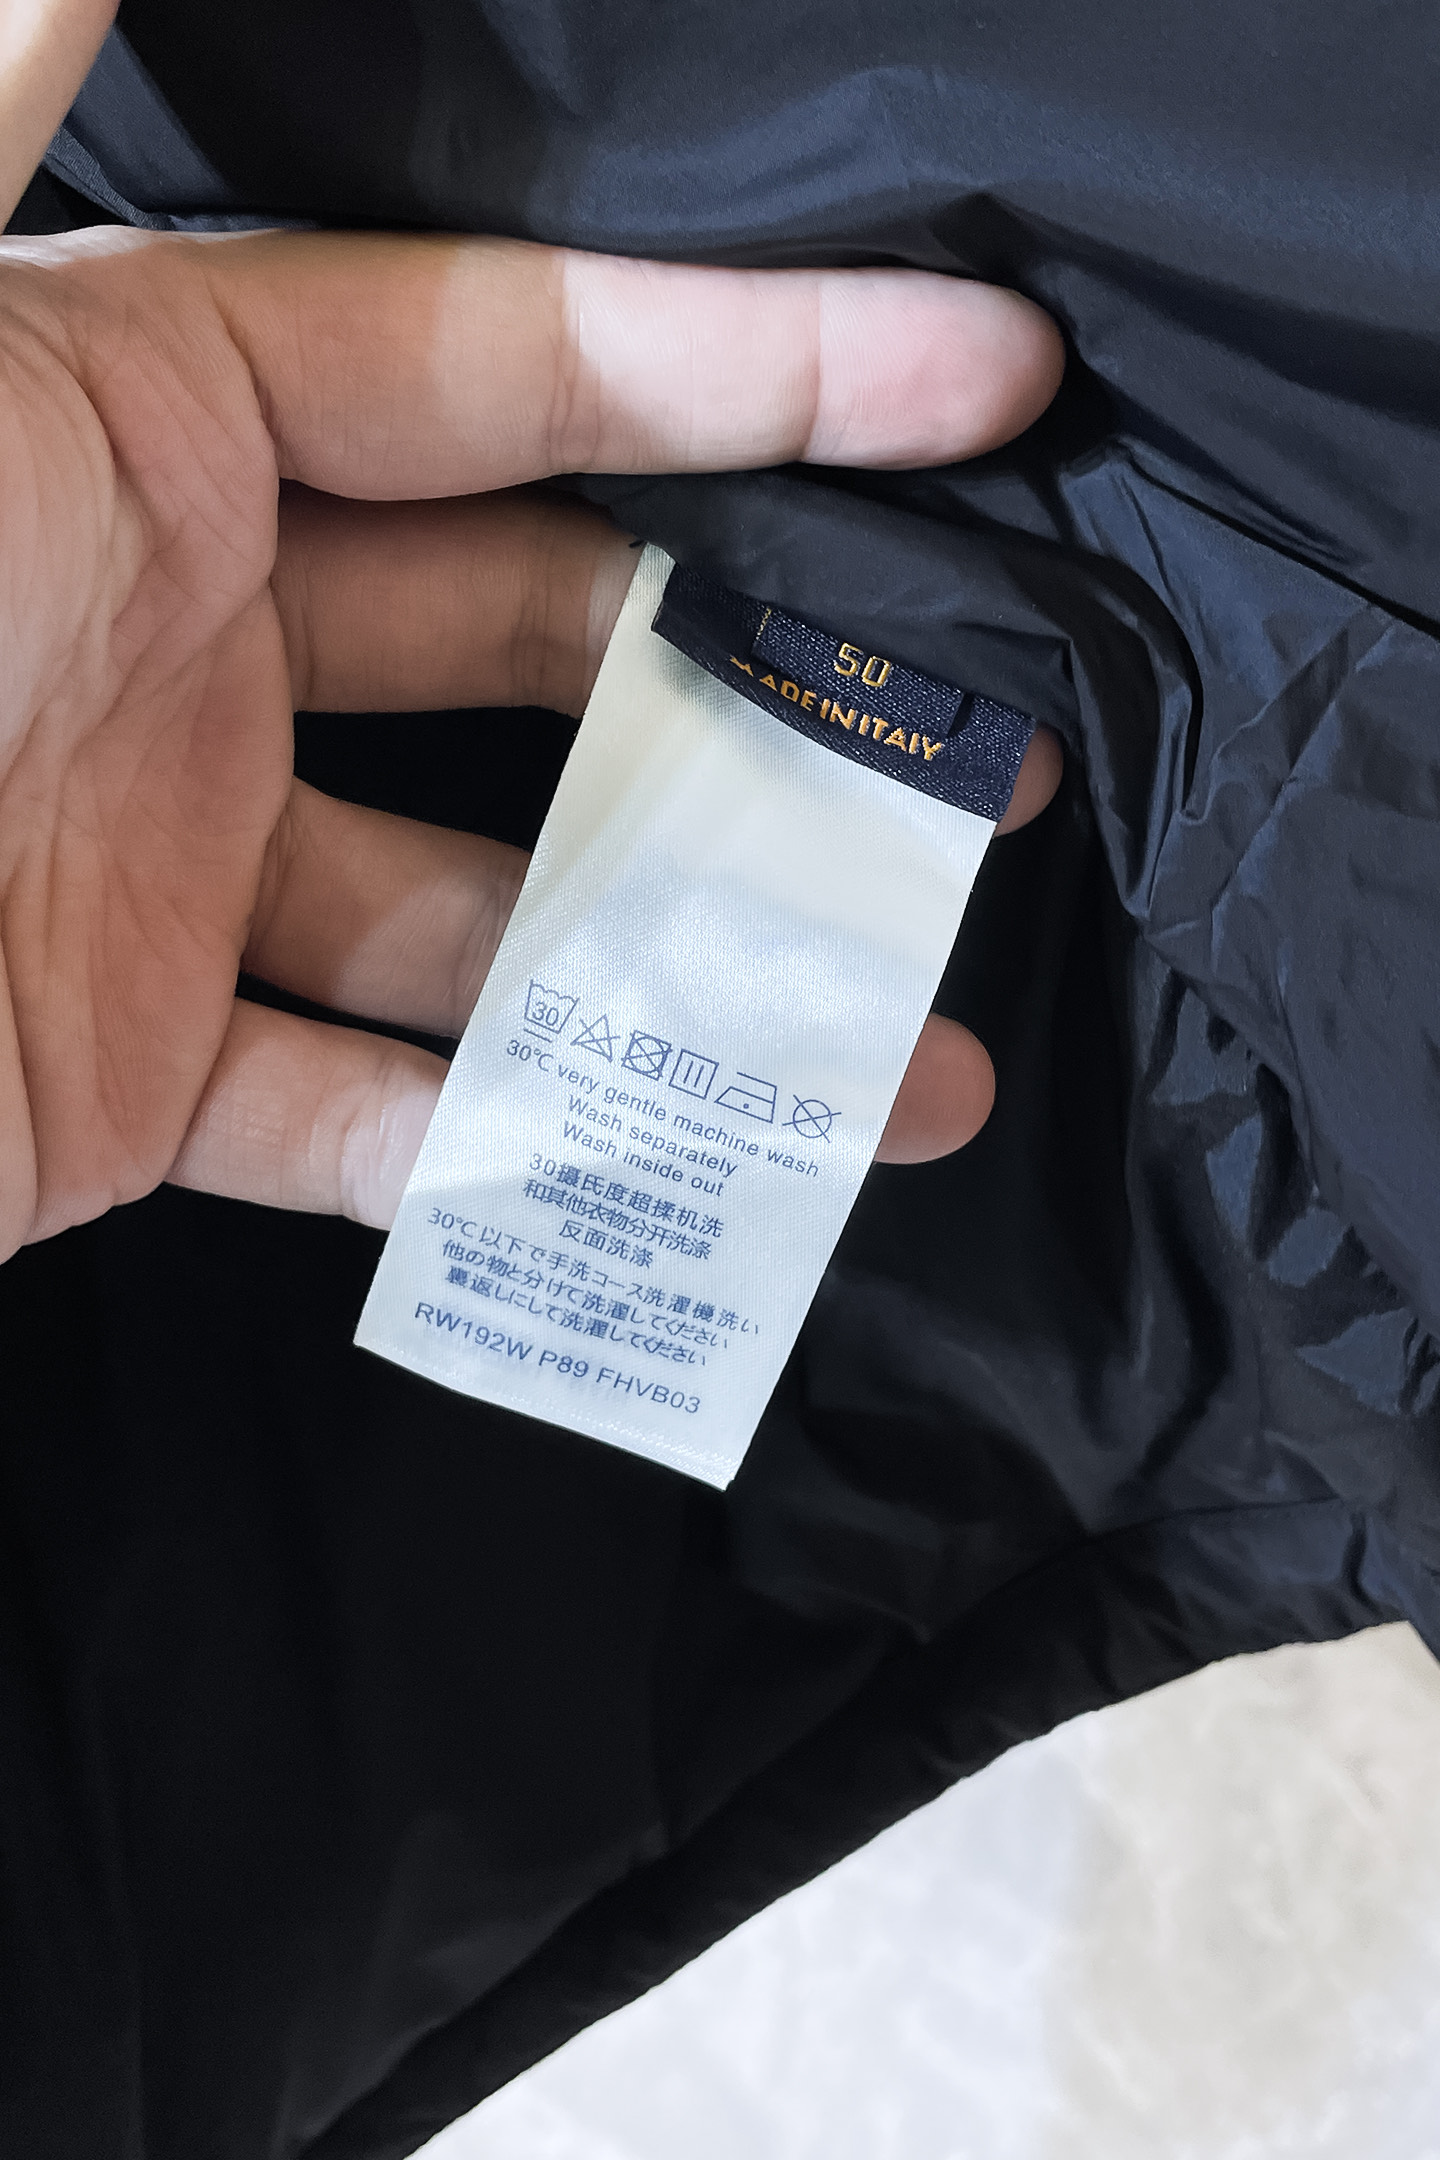 50
MADE IN ITALY
30
30℃ very gentle machine wash
Wash separately
Wash inside out
30摄氏度超揉机洗
和其他衣物分开洗涤
反面洗涤
30℃以下で手洗コース洗濯機洗い
他の物と分けて洗濯してください
裏返しにして洗濯してください
RW192W P89 FHVB03